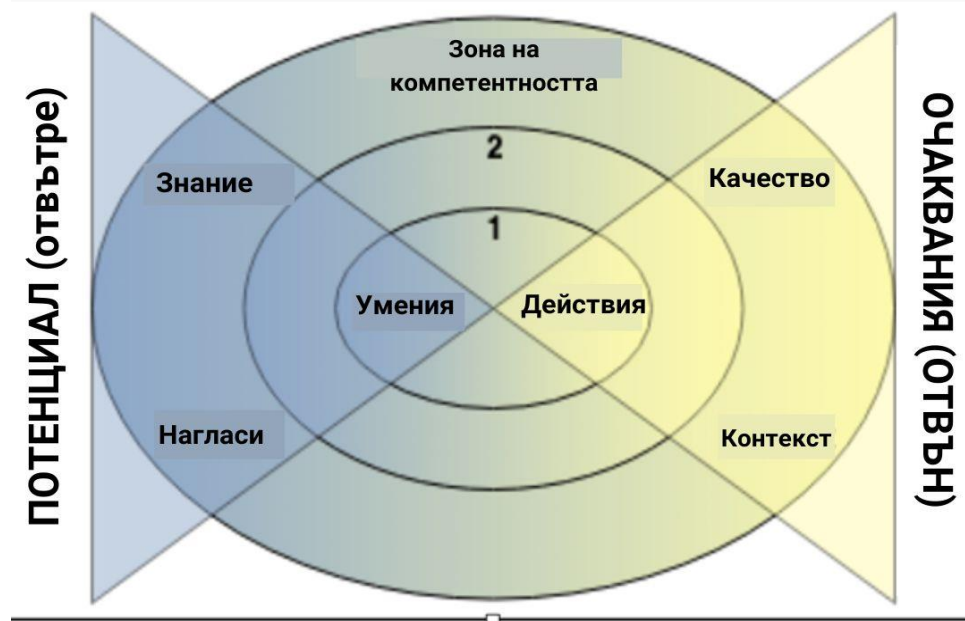 Зона на
компетентността
2
1
ПОТЕНЦИАЛ (отвътре)
Знание
Качество
Умения
Действия
Нагласи
Контекст
ОЧАКВАНИЯ (ОТВЪН)